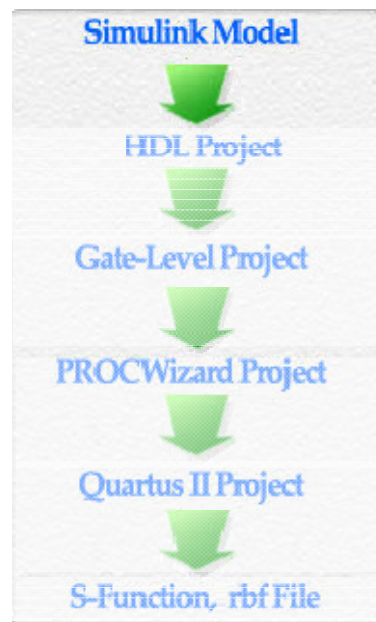 Simulink Model
HDL Project
Gate-Level Project
PROCWizard Project
Quartus II Project
S-Function, rbf File